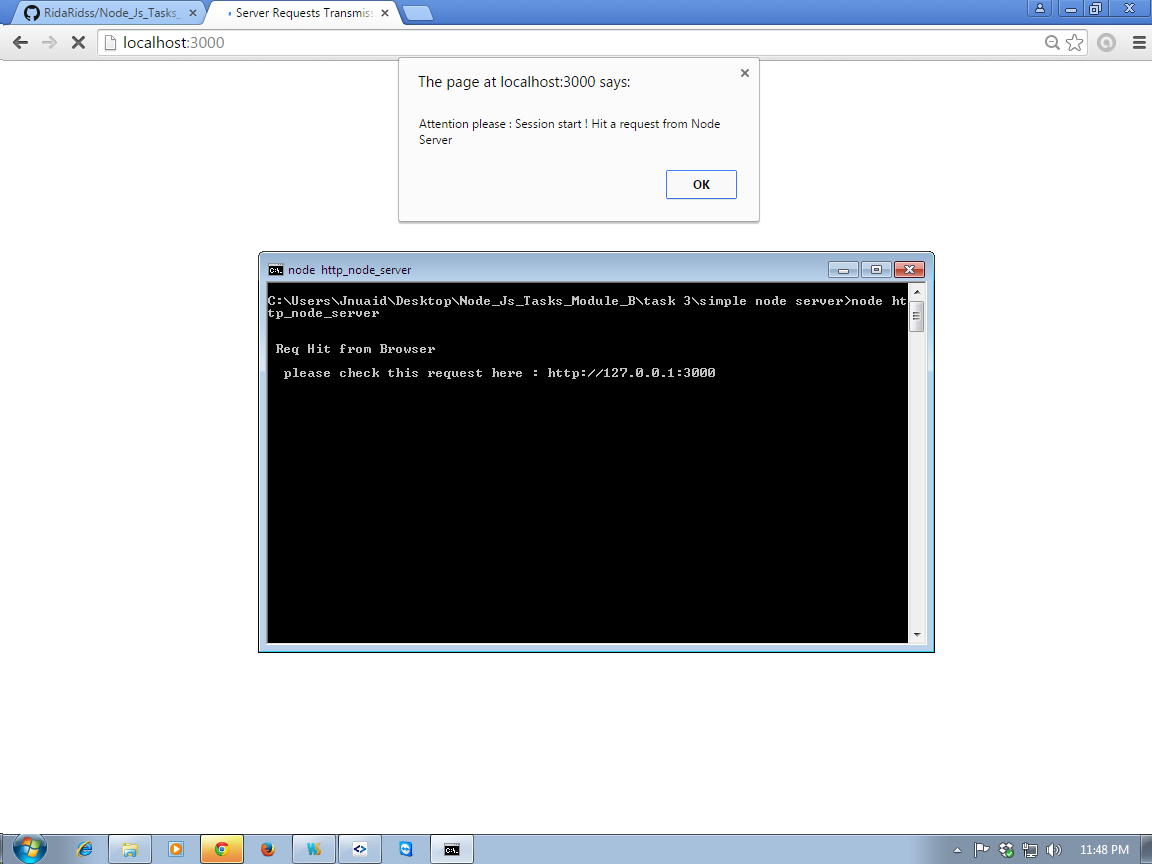 RidaRidss/Node_Js_Tasks_
Server Requests Transmis
localhost:3000
The page at localhost:3000 says:
Attention please : Session start ! Hit a request from Node
Server
OK
node http_node_server
C:\Users\Jnuaid\Desktop\Node_Js_Tasks_Module_B\task 3\simple node server>node ht
tp_node_server
Req Hit from Browser
please check this request here : http://127.0.0.1:3000
11:48 PM